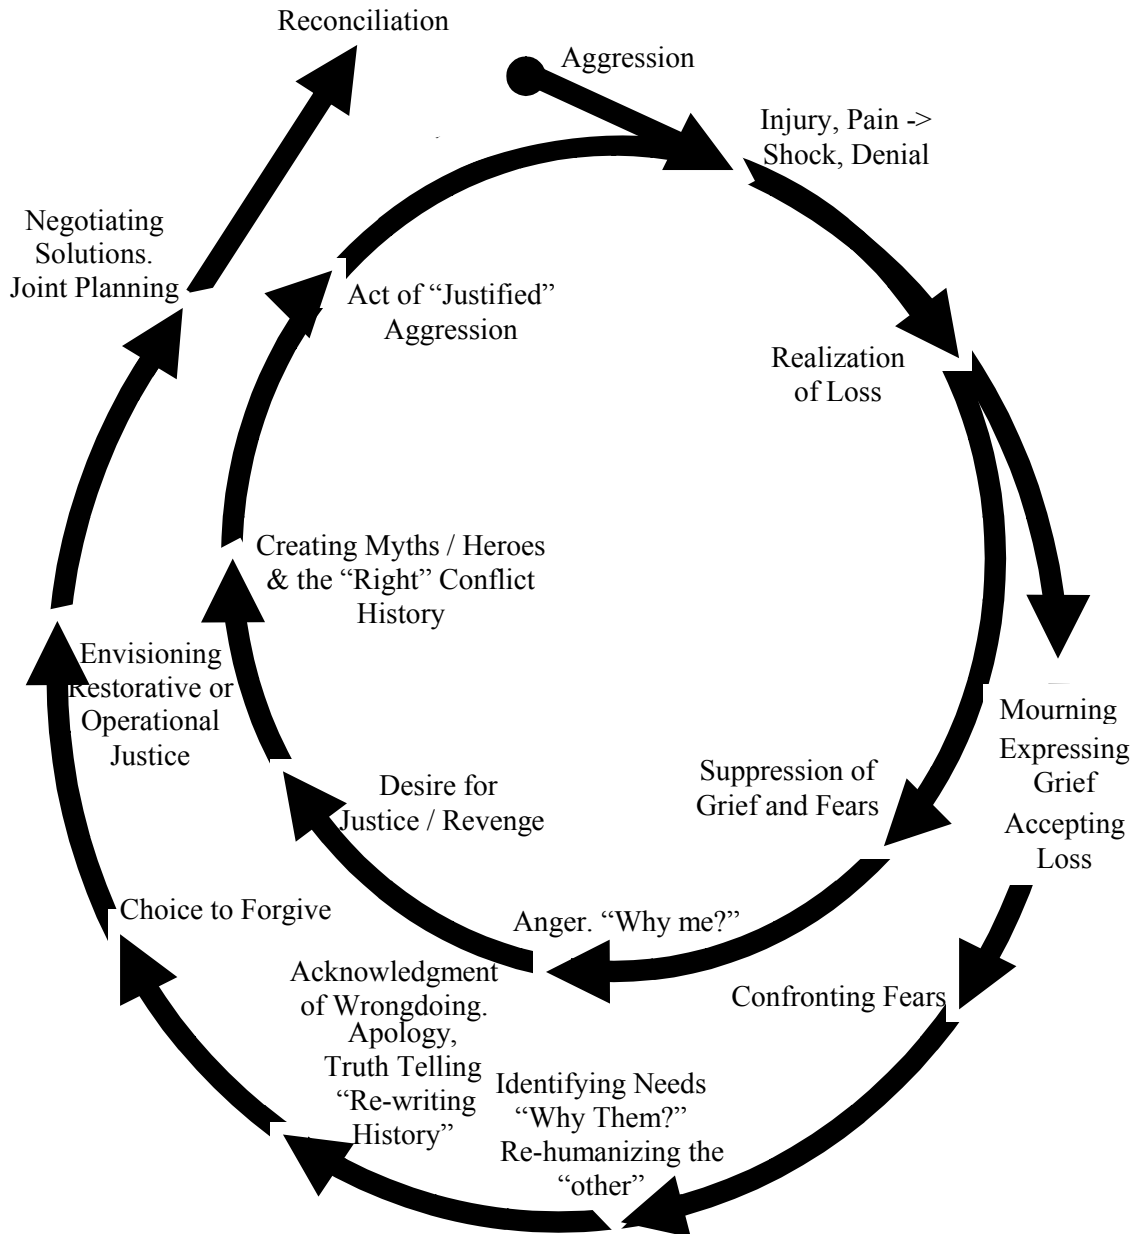 Reconciliation
Aggression
Injury, Pain ->
Shock, Denial
Negotiating
Solutions.
Joint Planning
Act of “Justified”
Aggression
Realization
of Loss
Creating Myths / Heroes
& the “Right” Conflict
History
Envisioning
Restorative or
Operational
Justice
Mourning
Expressing
Grief
Accepting
Loss
Suppression of
Grief and Fears
Desire for
Justice / Revenge
Choice to Forgive
Anger. “Why me?”
Confronting Fears
Acknowledgment
of Wrongdoing.
Apology,
Truth Telling
“Re-writing
History”
Identifying Needs
“Why Them?”
Re-humanizing the
“other”